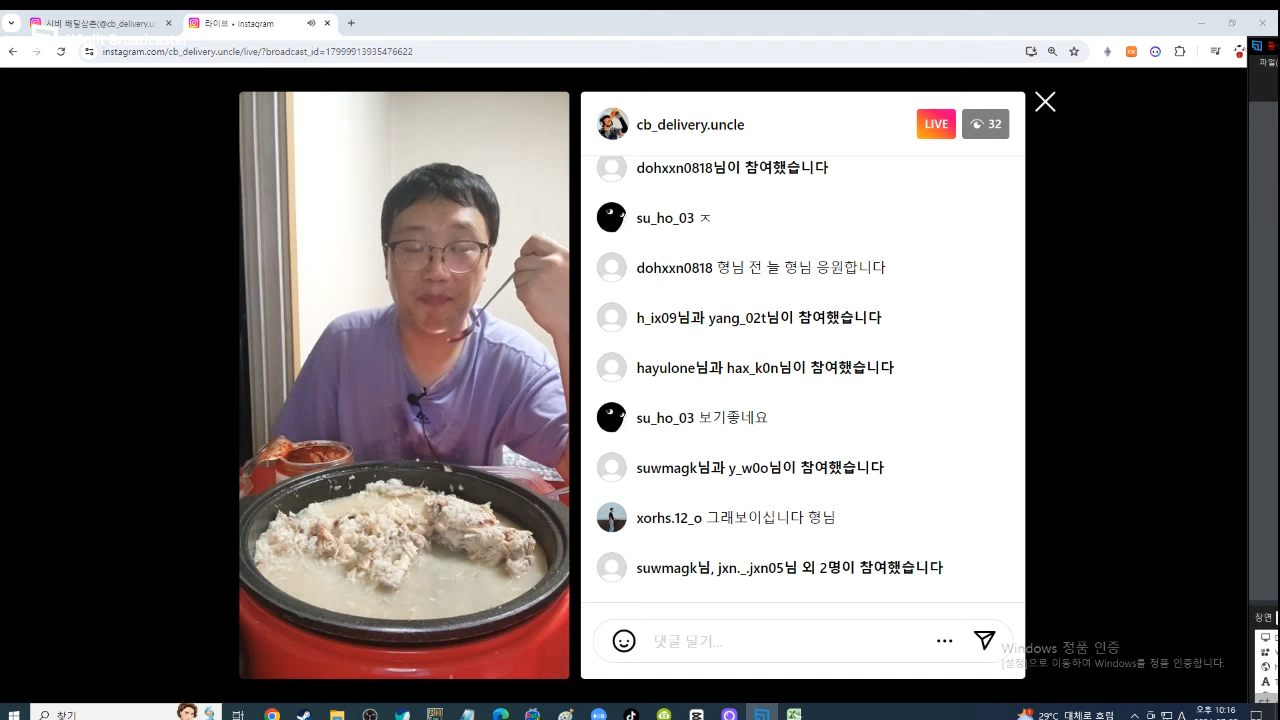 시비 배달삼촌(@cb_delivery.ur
라이브 • Instagram
instagram.com/cb_delivery.uncle/live/?broadcast_id=17999913935476622
cb_delivery.uncle
LIVE
32
dohxxn0818님이 참여했습니다
su_ho_03 ㅈ
dohxxn0818 형님 전 늘 형님 응원합니다
h_ix09님과 yang_02t님이 참여했습니다
hayulone님과 hax_k0n님이 참여했습니다
su_ho_03 보기좋네요
suwmagk님과 y_w0o님이 참여했습니다
xorhs.12_o 그래보이십니다 형님
suwmagk님, jxn._.jxn05님 외 2명이 참여했습니다
댓글 달기...
Windows 정품 인증
[설정]으로 이동하여 Windows를 정품 인증합니다.
파일(
장면
찾기
29°C 대체로 흐림
오후 10:16